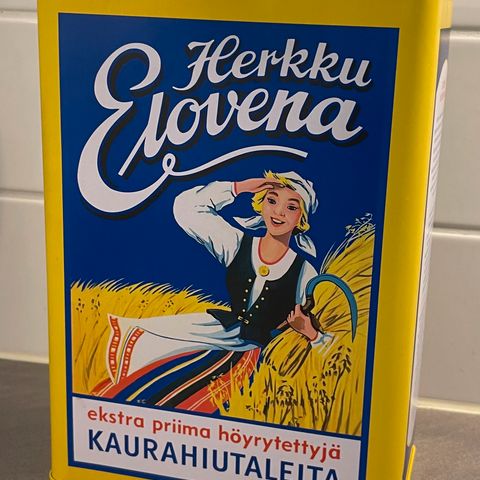 Herkku
Elovena
ekstra priima höyrytettyjä
KAURAHIUTALEITA